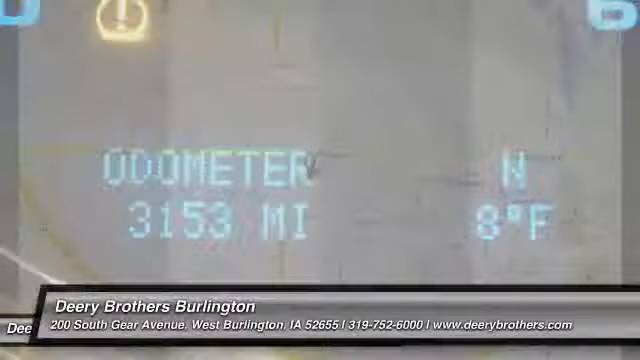 ODOMETER N
3153 MI 8°F
Deery Brothers Burlington
Dee 200 South Gear Avenue, West Burlington, IA 52655 | 319-752-6000 | www.deerybrothers.com